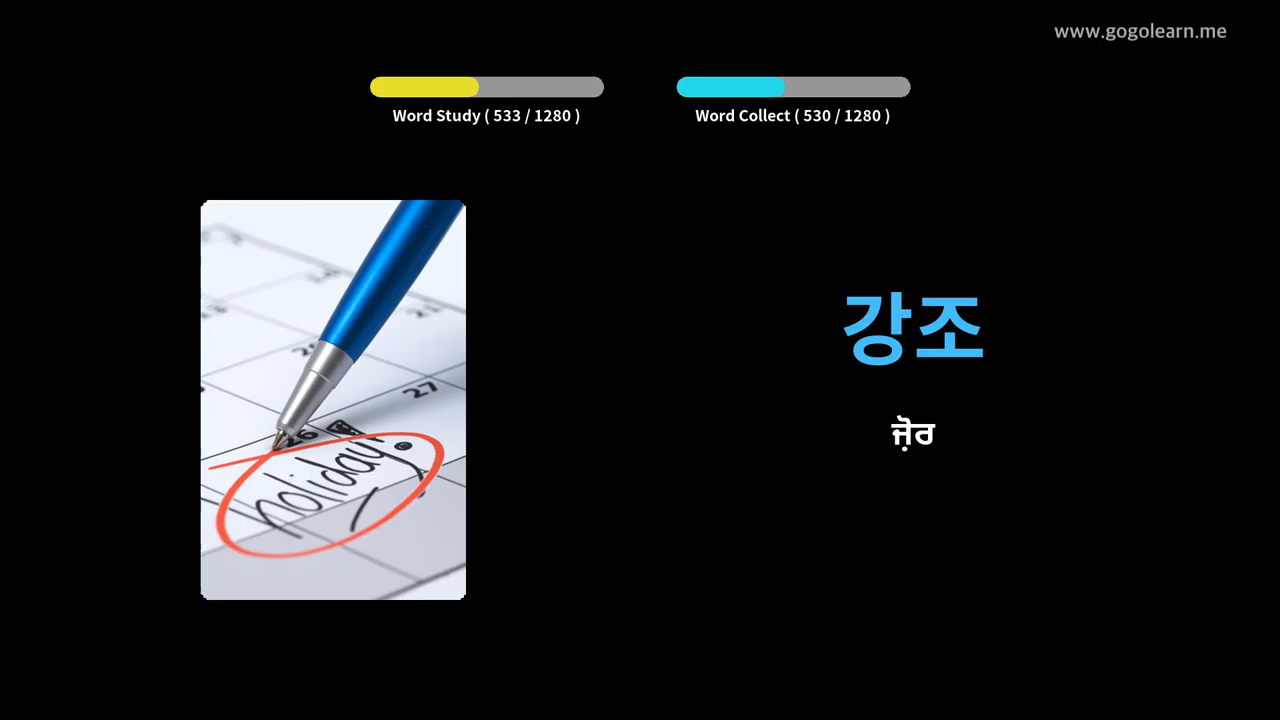 www.gogolearn.me
Word Study ( 533 / 1280 )
Word Collect ( 530 / 1280 )
강조
ਜ਼ੋਰ
27
holiday!